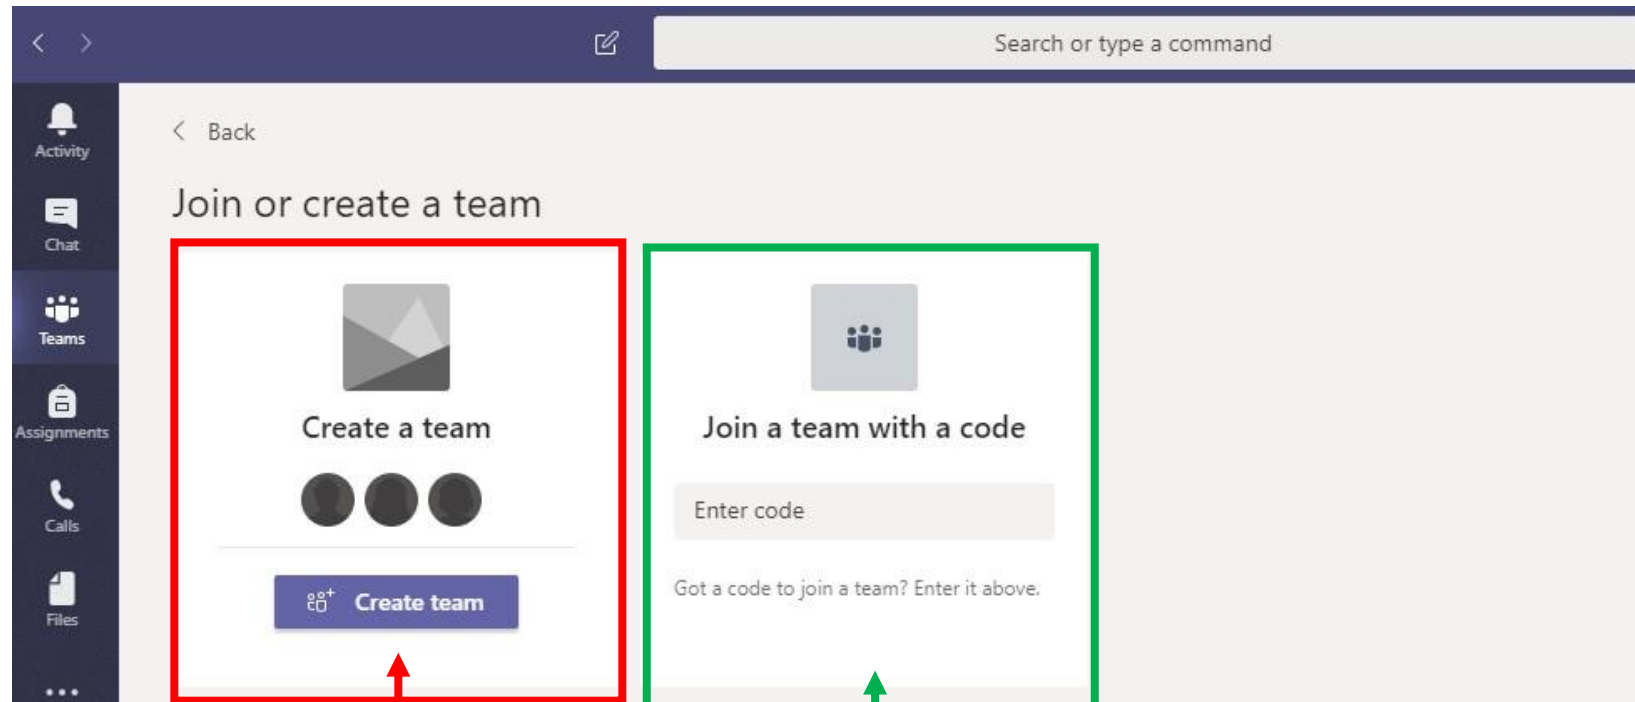 Search or type a command
Activity
Chat
Teams
Assignments
Calls
Files
Back
Join or create a team
Create a team
Create team
Join a team with a code
Enter code
Got a code to join a team? Enter it above.